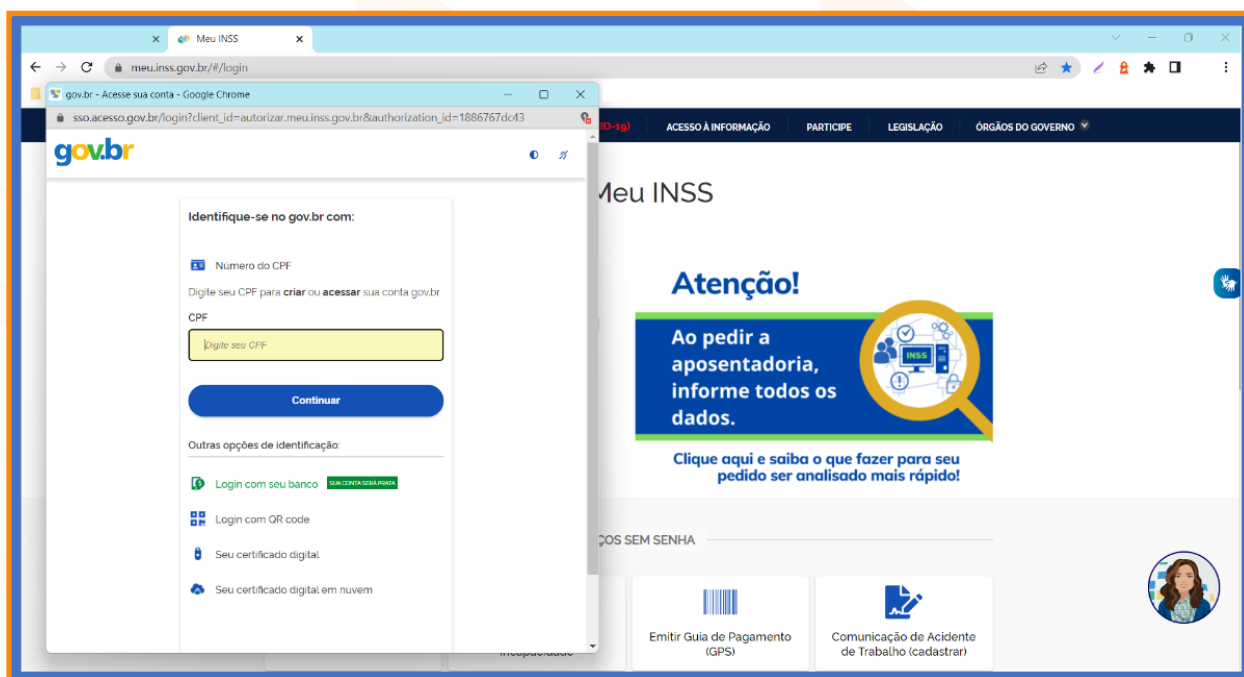 Meu INSS
meu.inss.gov.br/#/login
gov.br - Acesse sua conta - Google Chrome
sso.acesso.gov.br/login?client_id=autorizar.meu.inss.gov.br&authorization_id=1886767dc43
ID-19)
ACESSO À INFORMAÇÃO
PARTICIPE
LEGISLAÇÃO
ÓRGÃOS DO GOVERNO
gov.br
Identifique-se no gov.br com:
Número do CPF
Digite seu CPF para criar ou acessar sua conta gov.br
CPF
Digite seu CPF
Continuar
Outras opções de identificação:
Login com seu banco
SUA CONTA SERÁ PRATA
Login com QR code
Seu certificado digital
Seu certificado digital em nuvem
Meu INSS
Atenção!
Ao pedir a
aposentadoria,
informe todos os
dados.
INSS
Clique aqui e saiba o que fazer para seu
pedido ser analisado mais rápido!
ÇOS SEM SENHA
Emitir Guia de Pagamento
(GPS)
Comunicação de Acidente
de Trabalho (cadastrar)